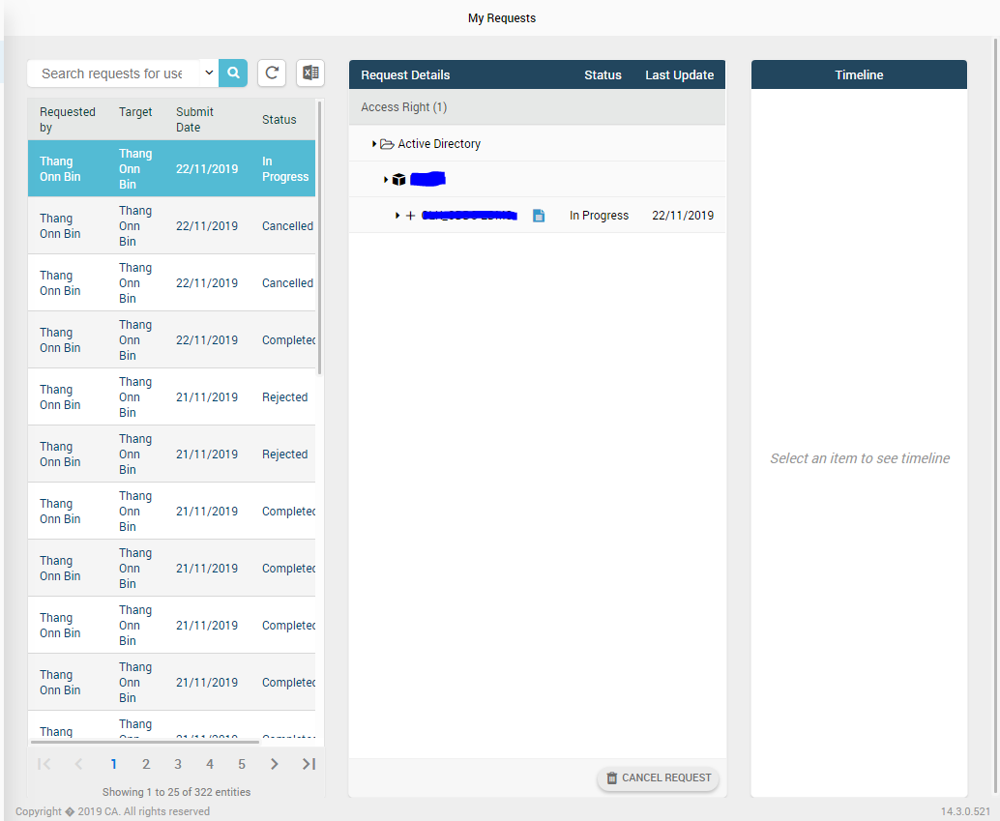 My Requests
Search requests for use
Requested by Target Submit Date Status
Thang Onn Bin Thang Onn Bin 22/11/2019 In Progress
Thang Onn Bin Thang Onn Bin 22/11/2019 Cancelled
Thang Onn Bin Thang Onn Bin 22/11/2019 Cancelled
Thang Onn Bin Thang Onn Bin 22/11/2019 Completed
Thang Onn Bin Thang Onn Bin 21/11/2019 Rejected
Thang Onn Bin Thang Onn Bin 21/11/2019 Rejected
Thang Onn Bin Thang Onn Bin 21/11/2019 Completed
Thang Onn Bin Thang Onn Bin 21/11/2019 Completed
Thang Onn Bin Thang Onn Bin 21/11/2019 Completed
Thang Onn Bin Thang Onn Bin 21/11/2019 Completed
Thang Thang
1 2 3 4 5
Showing 1 to 25 of 322 entities
Request Details Status Last Update
Access Right (1)
Active Directory
In Progress 22/11/2019
CANCEL REQUEST
Timeline
Select an item to see timeline
Copyright � 2019 CA. All rights reserved
14.3.0.521